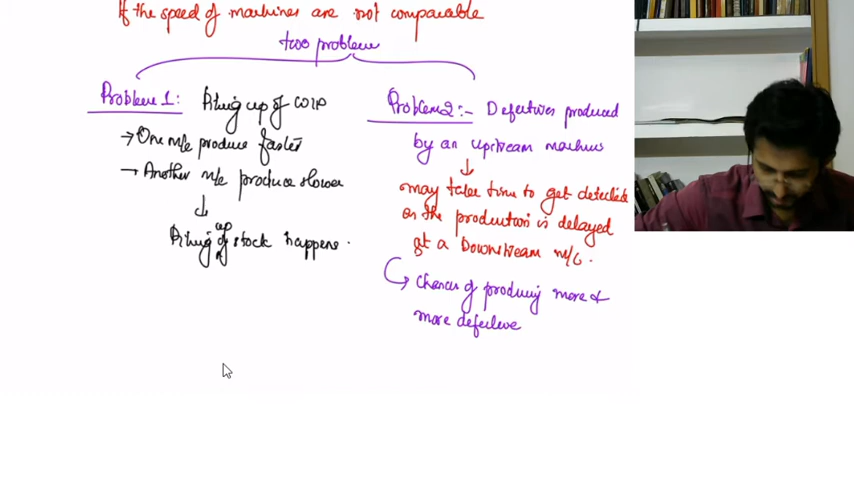 If the speed of machines are not comparable
two problem
Problem 1: Piling up of WIP
→ One m/c produce faster
→ Another m/c produce slower
↓
Piling up of stock happens.
Problem 2:- Defectives produced
by an upstream machine
↓
may take time to get detected
as the production is delayed
at a Downstream m/c.
↳ Chances of producing more &
more defective